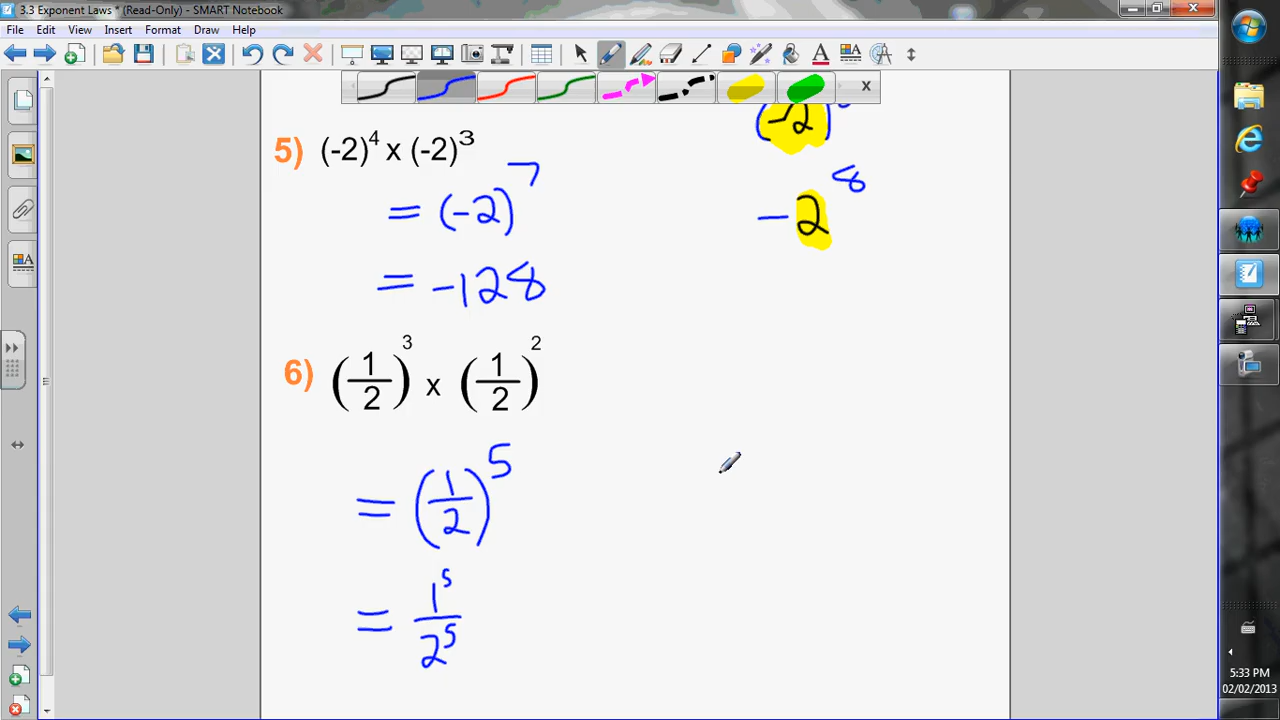 3.3 Exponent Laws * (Read-Only) - SMART Notebook
File Edit View Insert Format Draw Help
(-2)
5) (-2)⁴ x (-2)³
= (-2)⁷
-2⁸
= -128
6) (1/2)³ x (1/2)²
= (1/2)⁵
= 1⁵/2⁵
5:33 PM
02/02/2013